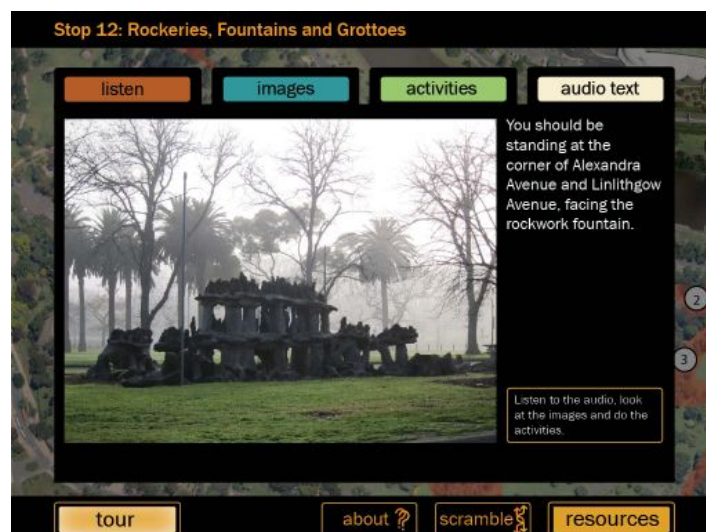 Stop 12: Rockeries, Fountains and Grottoes
listen
images
activities
audio text
You should be
standing at the
corner of Alexandra
Avenue and Linlithgow
Avenue, facing the
rockwork fountain.
2
3
Listen to the audio, look
at the images and do the
activities.
tour
about ?
scramble
resources